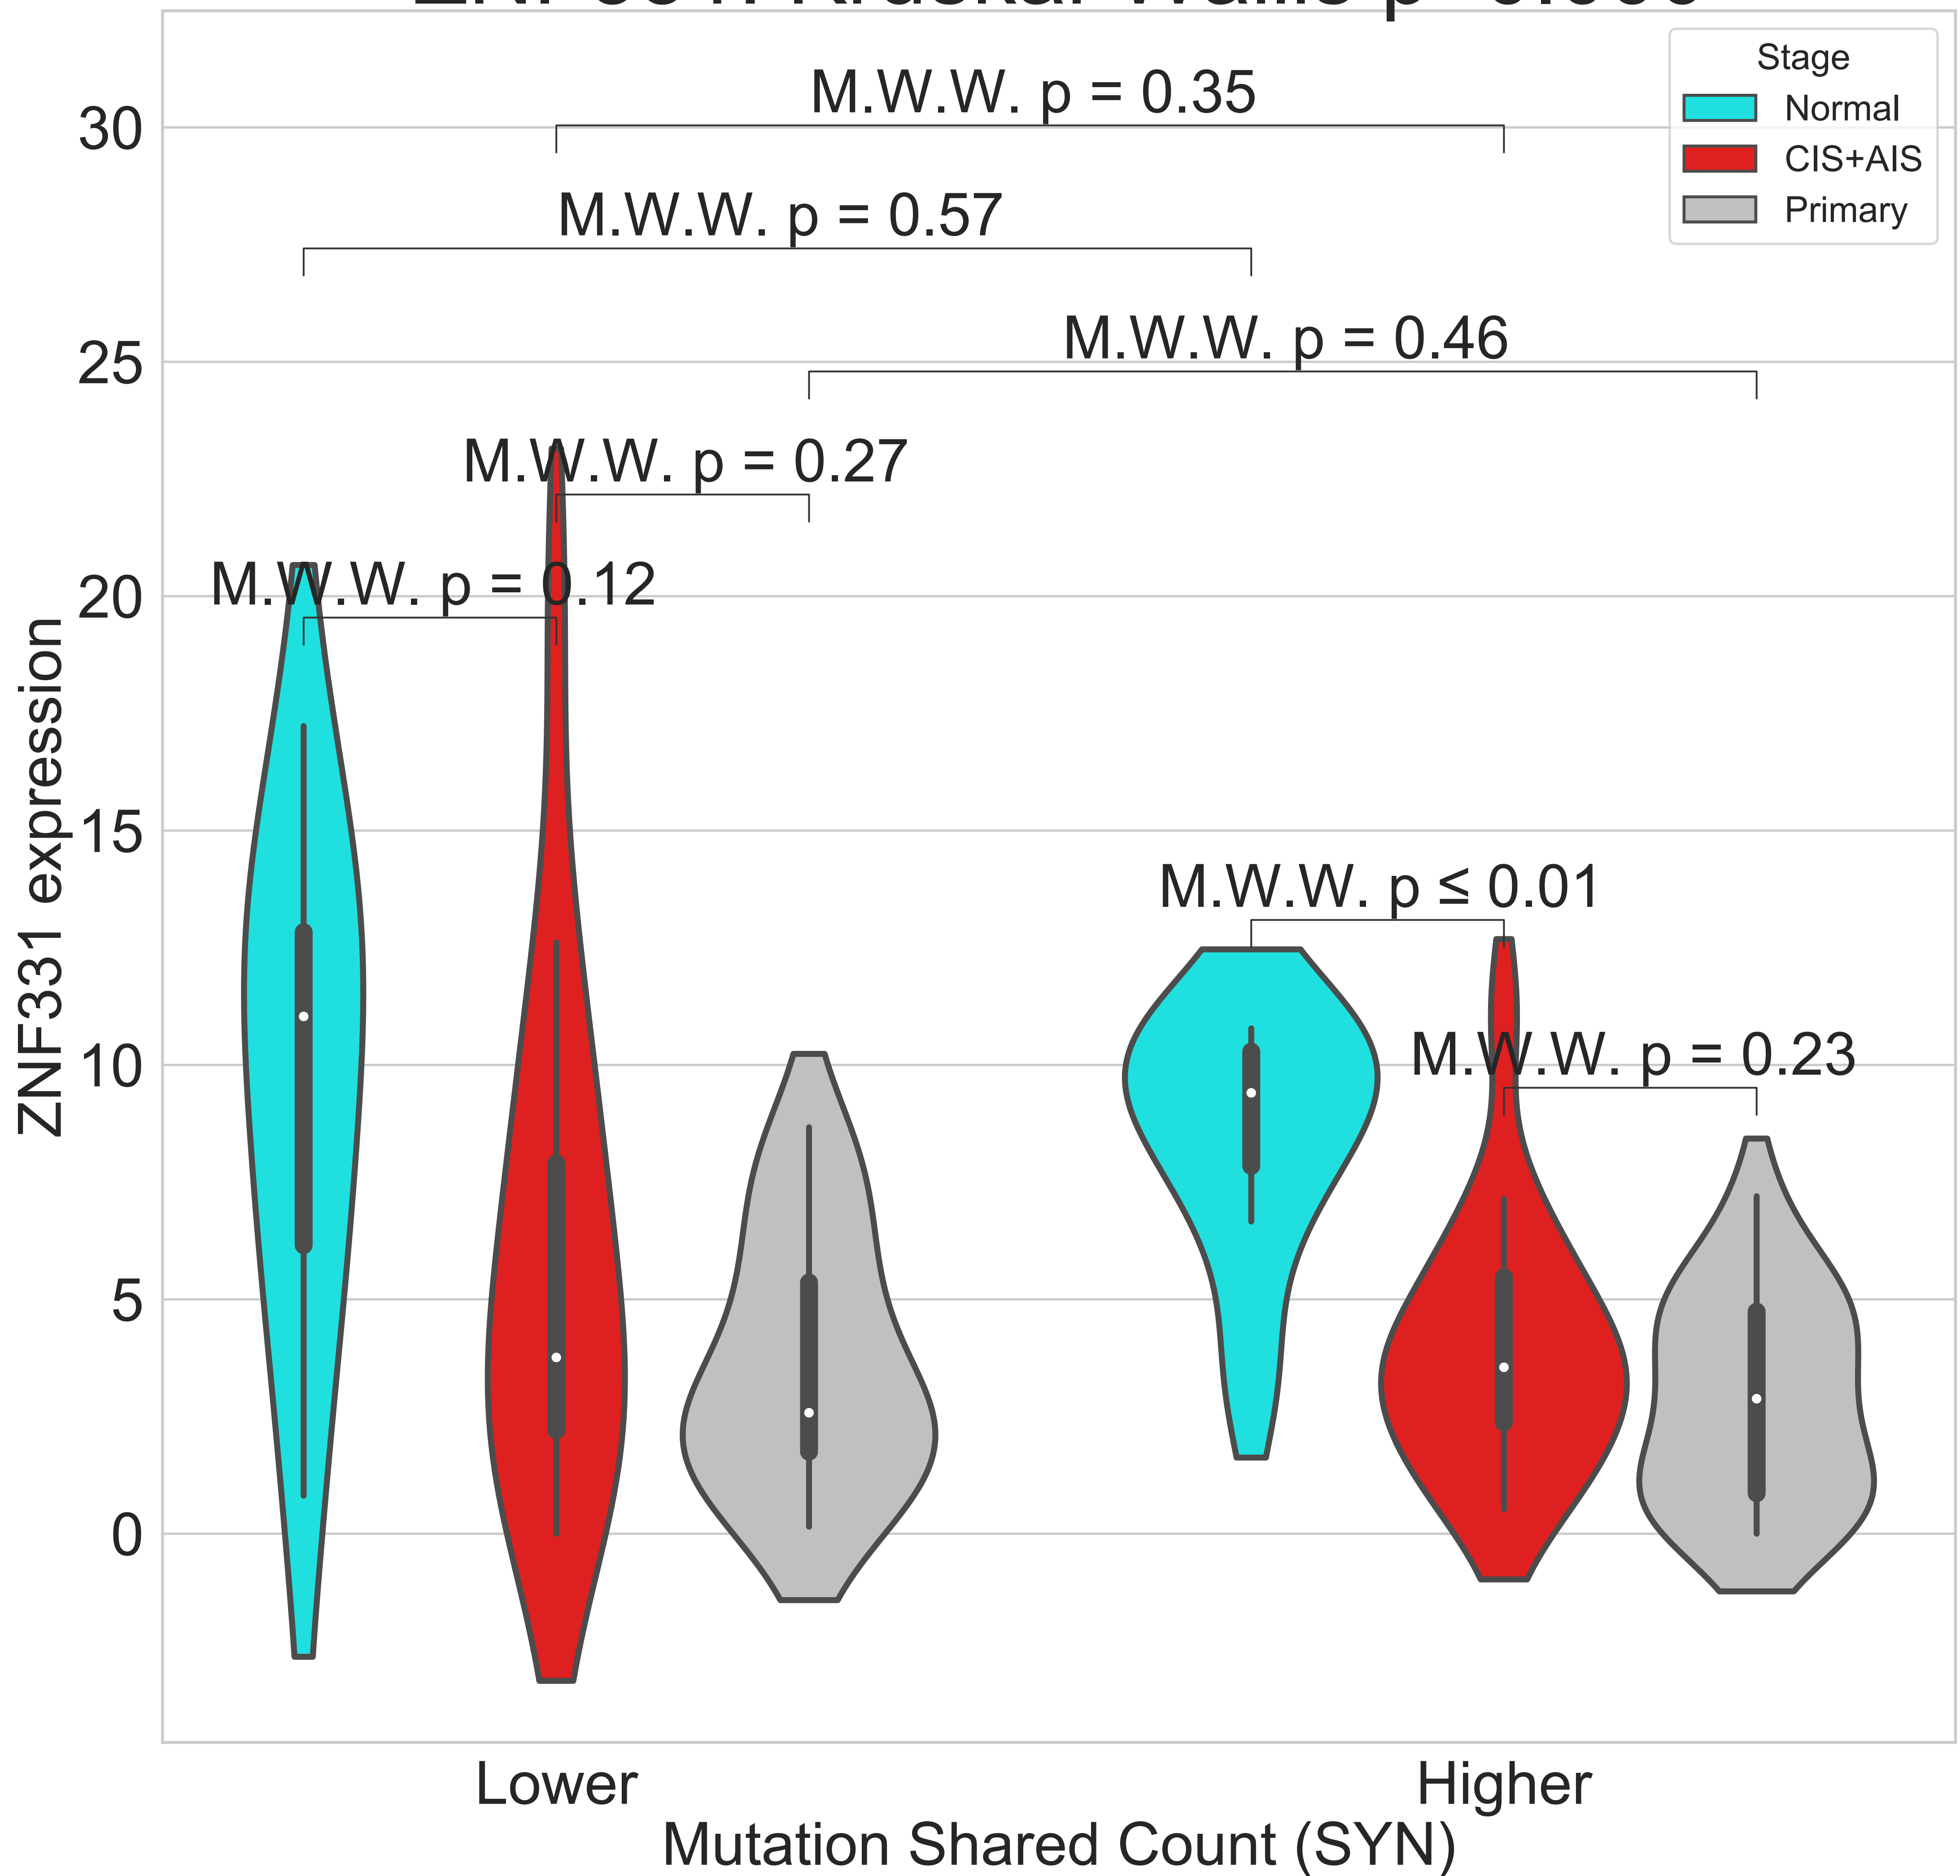 Stage
Normal
CIS+AIS
Primary
M.W.W. p = 0.35
M.W.W. p = 0.57
M.W.W. p = 0.46
M.W.W. p = 0.27
M.W.W. p = 0.12
M.W.W. p ≤ 0.01
M.W.W. p = 0.23
30
25
20
15
10
5
0
ZNF331 expression
Lower
Higher
Mutation Shared Count (SYN)